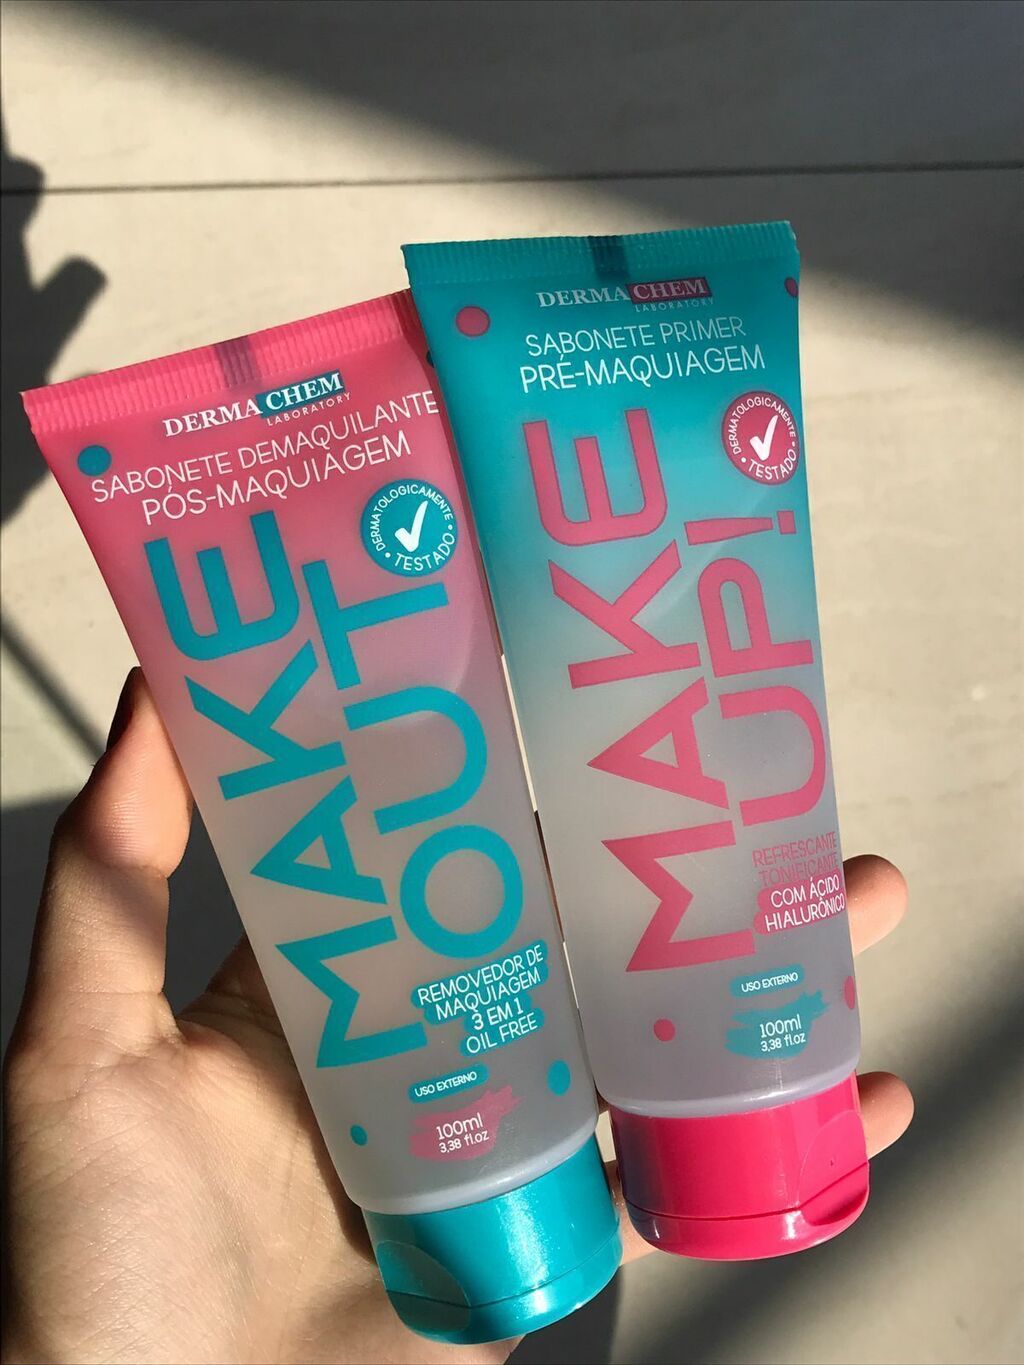 DERMA CHEM
LABORATORY
SABONETE DEMAQUILANTE
PÓS-MAQUIAGEM
DERMATOLOGICAMENTE
TESTADO
MAKE
OUT
REMOVEDOR DE
MAQUIAGEM
3 EM 1
OIL FREE
USO EXTERNO
100ml
3,38 fl.oz
DERMA CHEM
LABORATORY
SABONETE PRIMER
PRÉ-MAQUIAGEM
DERMATOLOGICAMENTE
TESTADO
MAKE
UP!
REFRESCANTE
TONIFICANTE
COM ÁCIDO
HIALURÔNICO
USO EXTERNO
100ml
3,38 fl.oz